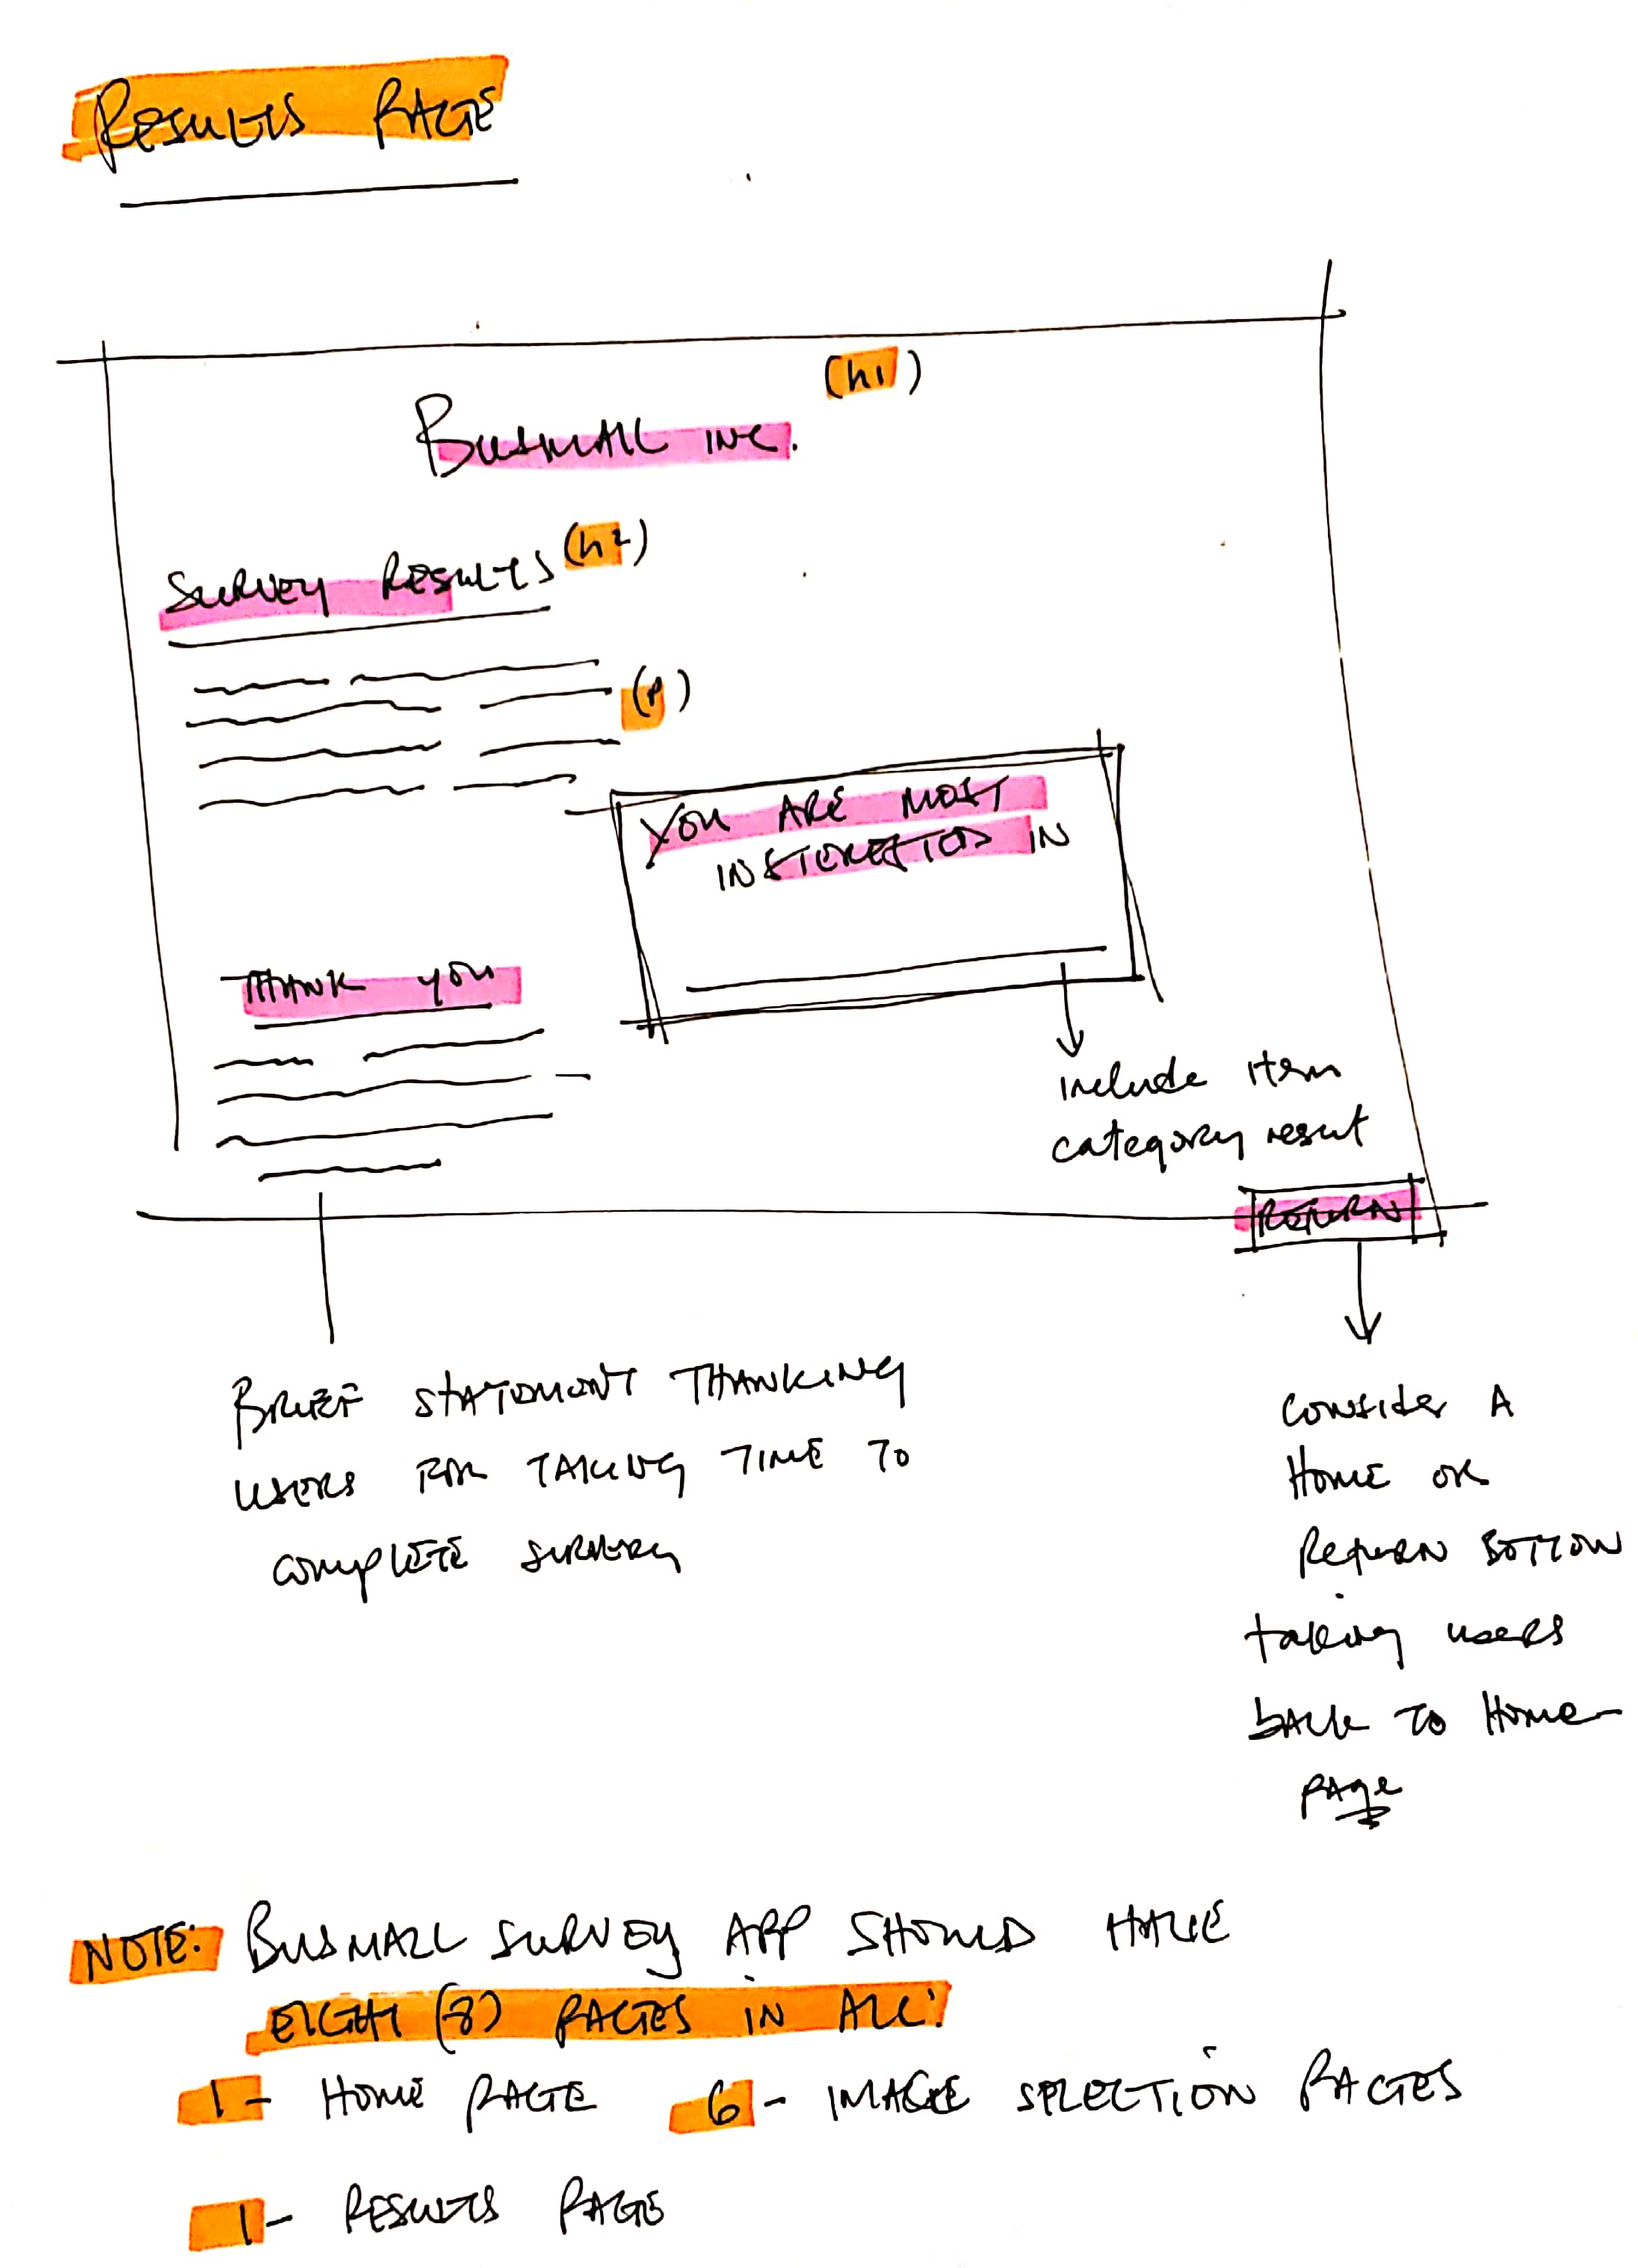 RESULTS PAGE
(h1)
BUSMALL INC.
SURVEY RESULTS (h2)
(p)
YOU ARE MOST
INSTERESTED IN
THANK YOU
include item
category result
RETURN
BRIEF STATEMENT THANKING
USERS FOR TAKING TIME TO
COMPLETE SURVERY
Consider A
Home or
Return BOTTOW
taking users
back to Home-
page
NOTE: BUSMALL SURVEY APP SHOULD HAVE
EIGHT (8) PAGES IN ALL:
1- HOME PAGE 6- IMAGE SELECTION PAGES
1- RESULTS PAGE